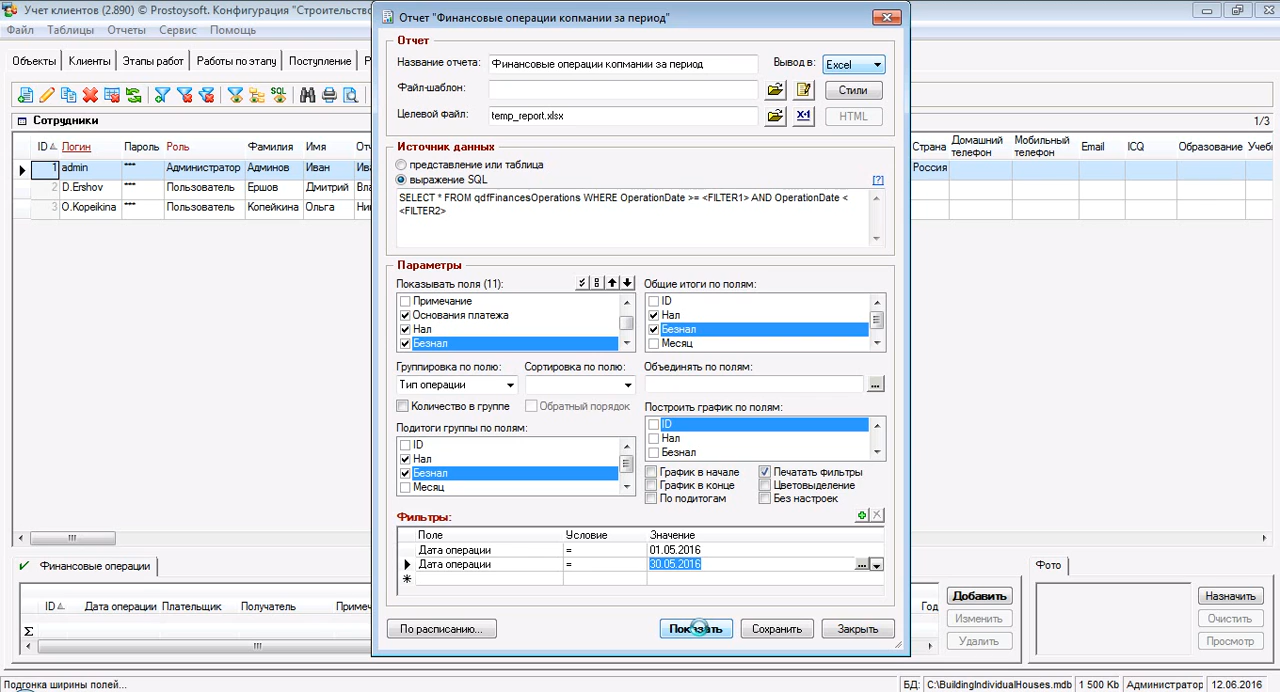 Учет клиентов (2.890) © Prostoysoft. Конфигурация "Строительство
Файл Таблицы Отчеты Сервис Помощь
Объекты Клиенты Этапы работ Работы по этапу Поступление
SQL
Сотрудники 1/3
ID Логин Пароль Роль Фамилия Имя
1 admin *** Администратор Админов Иван
2 D.Ershov *** Пользователь Ершов Дмитрий
3 O.Kopeikina *** Пользователь Копейкина Ольга
Страна Домашний телефон Мобильный телефон Email ICQ Образование
Россия
Отчет "Финансовые операции копмании за период"
Отчет
Название отчета: Финансовые операции копмании за период Вывод в: Excel
Файл-шаблон: Стили
Целевой файл: temp_report.xlsx X-1 HTML
Источник данных
представление или таблица
выражение SQL [?]
SELECT * FROM qdfFinancesOperations WHERE OperationDate >= <FILTER1> AND OperationDate <
<FILTER2>
Параметры
Показывать поля (11):
Примечание
Основания платежа
Нал
Безнал
Общие итоги по полям:
ID
Нал
Безнал
Месяц
Группировка по полю: Сортировка по полю: Объединять по полям:
Тип операции ...
Количество в группе Обратный порядок
Подитоги группы по полям:
ID
Нал
Безнал
Месяц
Построить график по полям:
ID
Нал
Безнал
График в начале Печатать фильтры
График в конце Цветовыделение
По подитогам Без настроек
Фильтры:
Поле Условие Значение
Дата операции = 01.05.2016
Дата операции = 30.05.2016 ...
По расписанию... Показать Сохранить Закрыть
Финансовые операции
ID Дата операции Плательщик Получатель
Σ
Год
Добавить
Изменить
Удалить
Фото
Назначить
Очистить
Просмотр
Подгонка ширины полей... БД: C:\BuildingIndividualHouses.mdb 1 500 Kb Администратор 12.06.2016